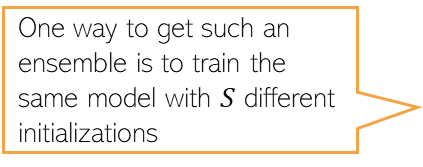 One way to get such an
ensemble is to train the
same model with S different
initializations